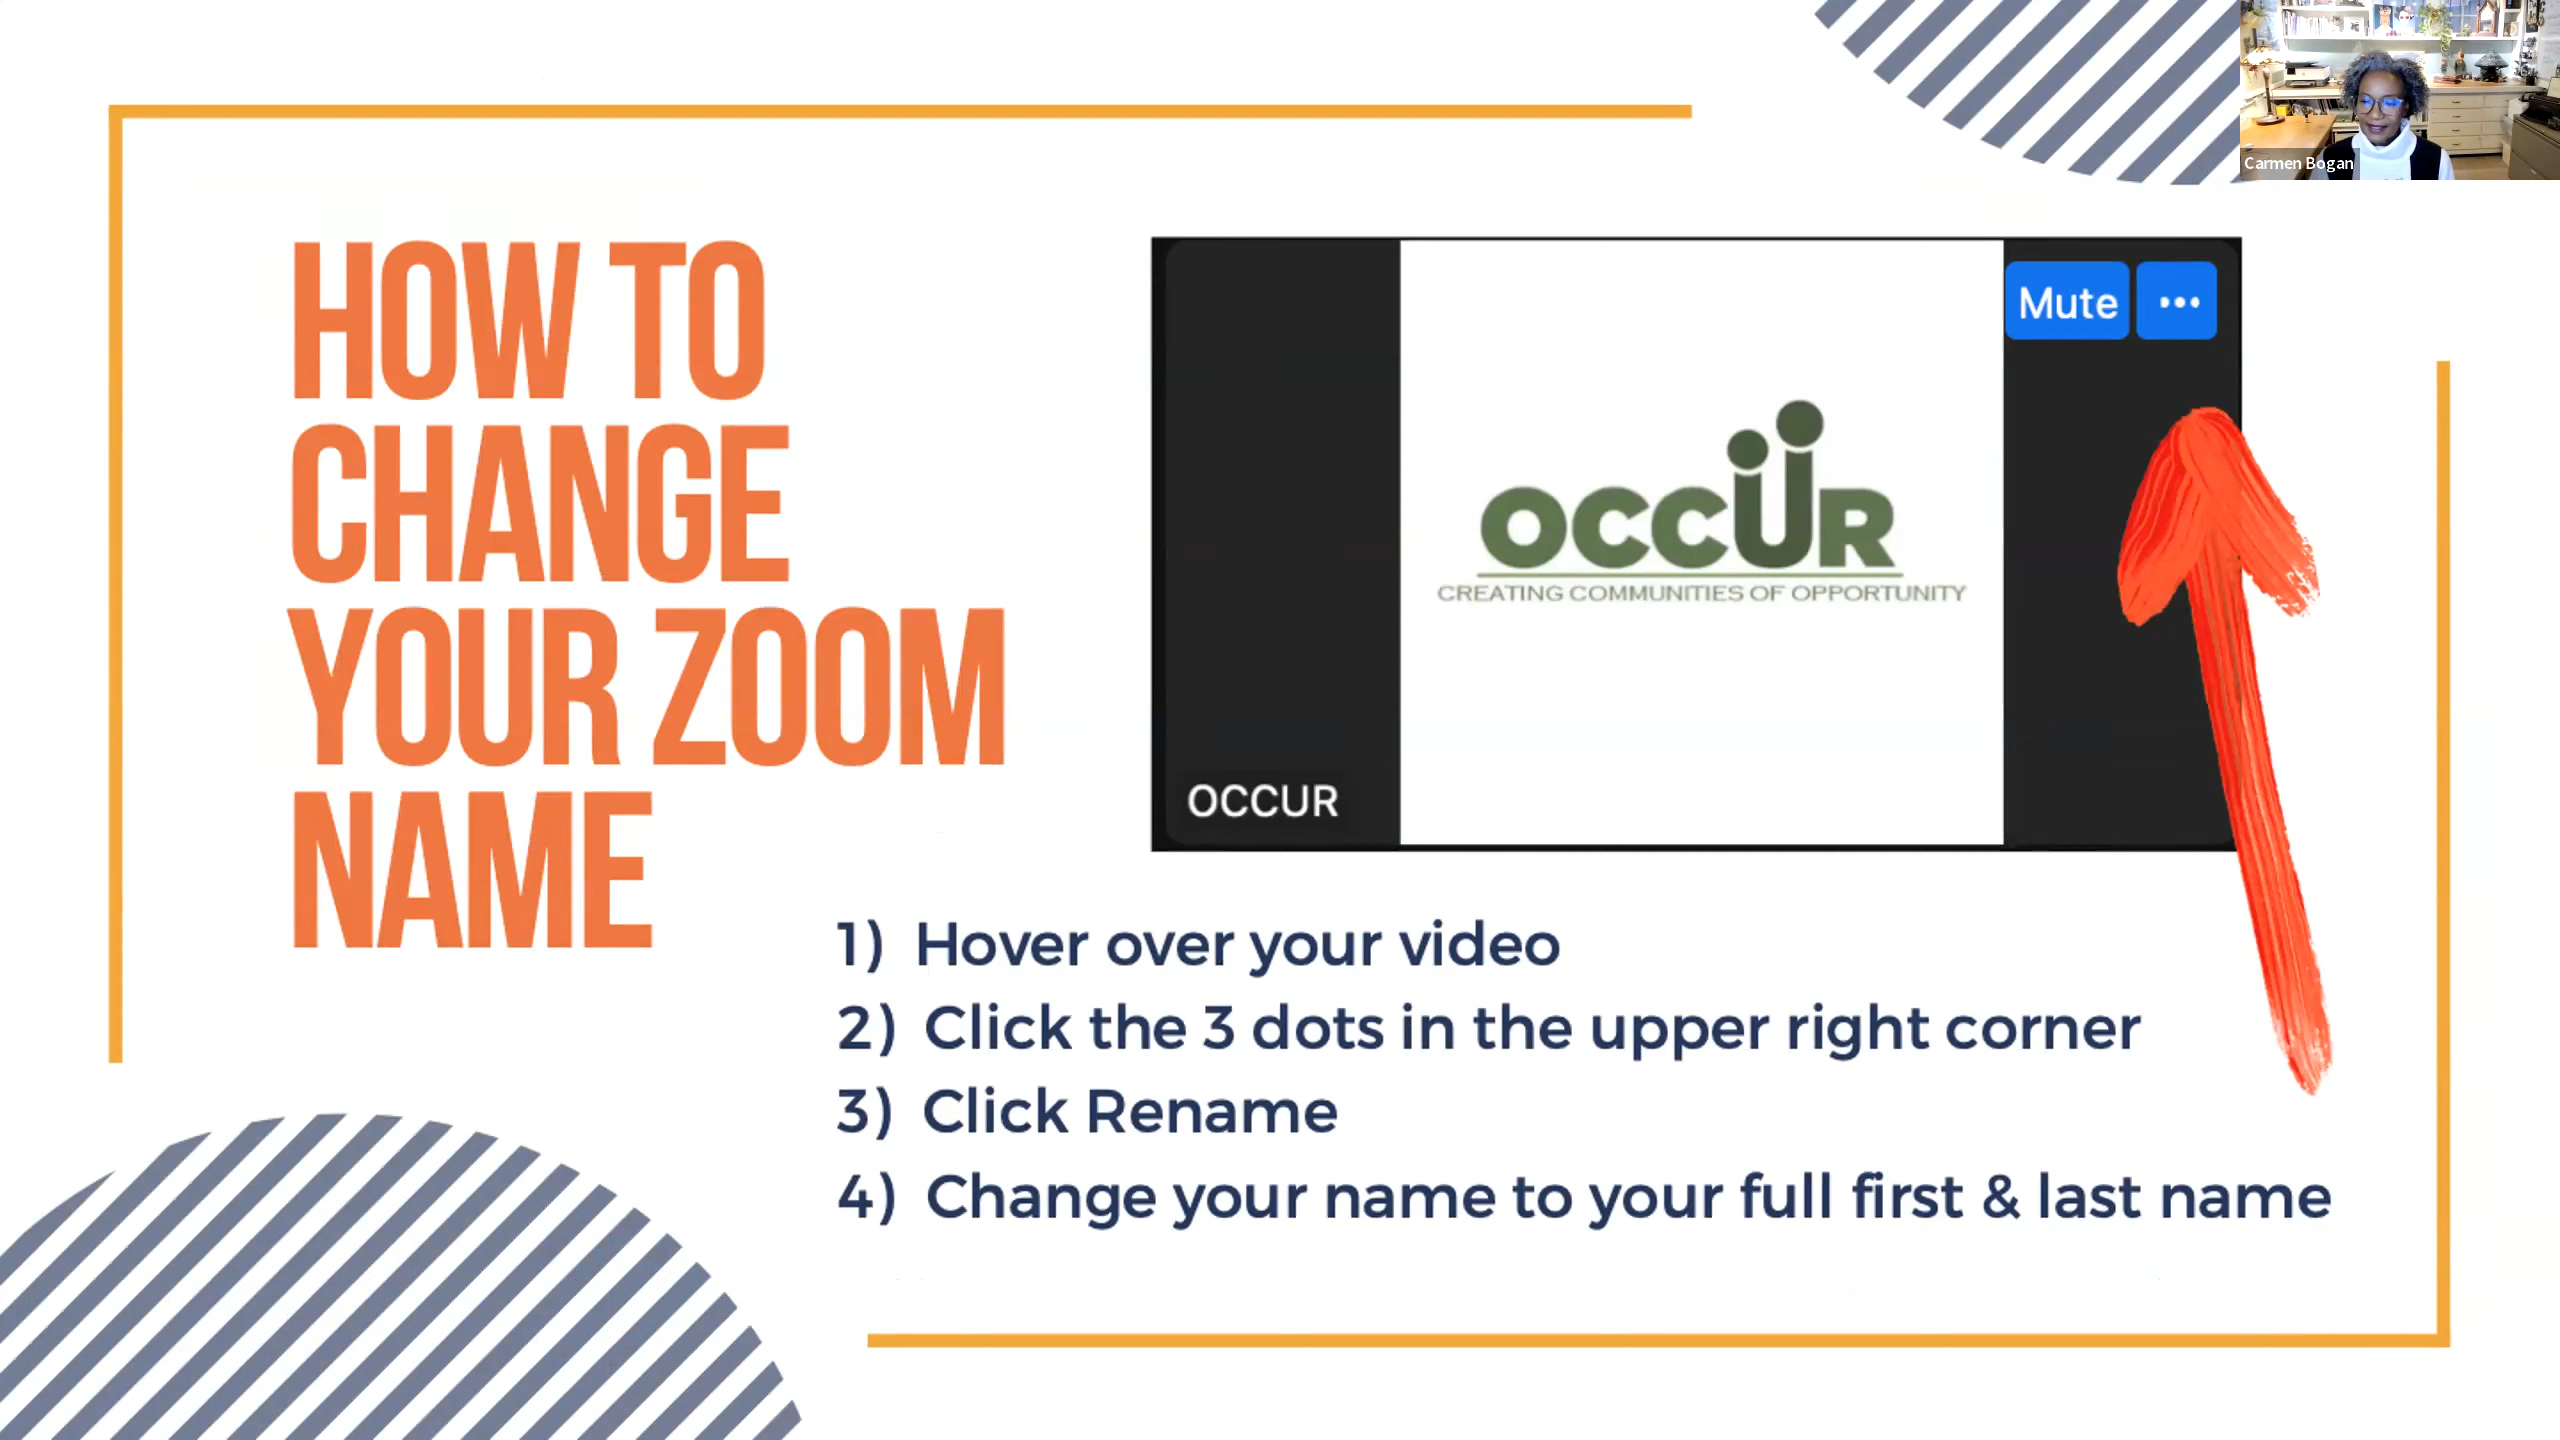 Carmen Bogan
HOW TO
CHANGE
YOUR ZOOM
NAME
Mute ...
OCCUR
CREATING COMMUNITIES OF OPPORTUNITY
OCCUR
1) Hover over your video
2) Click the 3 dots in the upper right corner
3) Click Rename
4) Change your name to your full first & last name